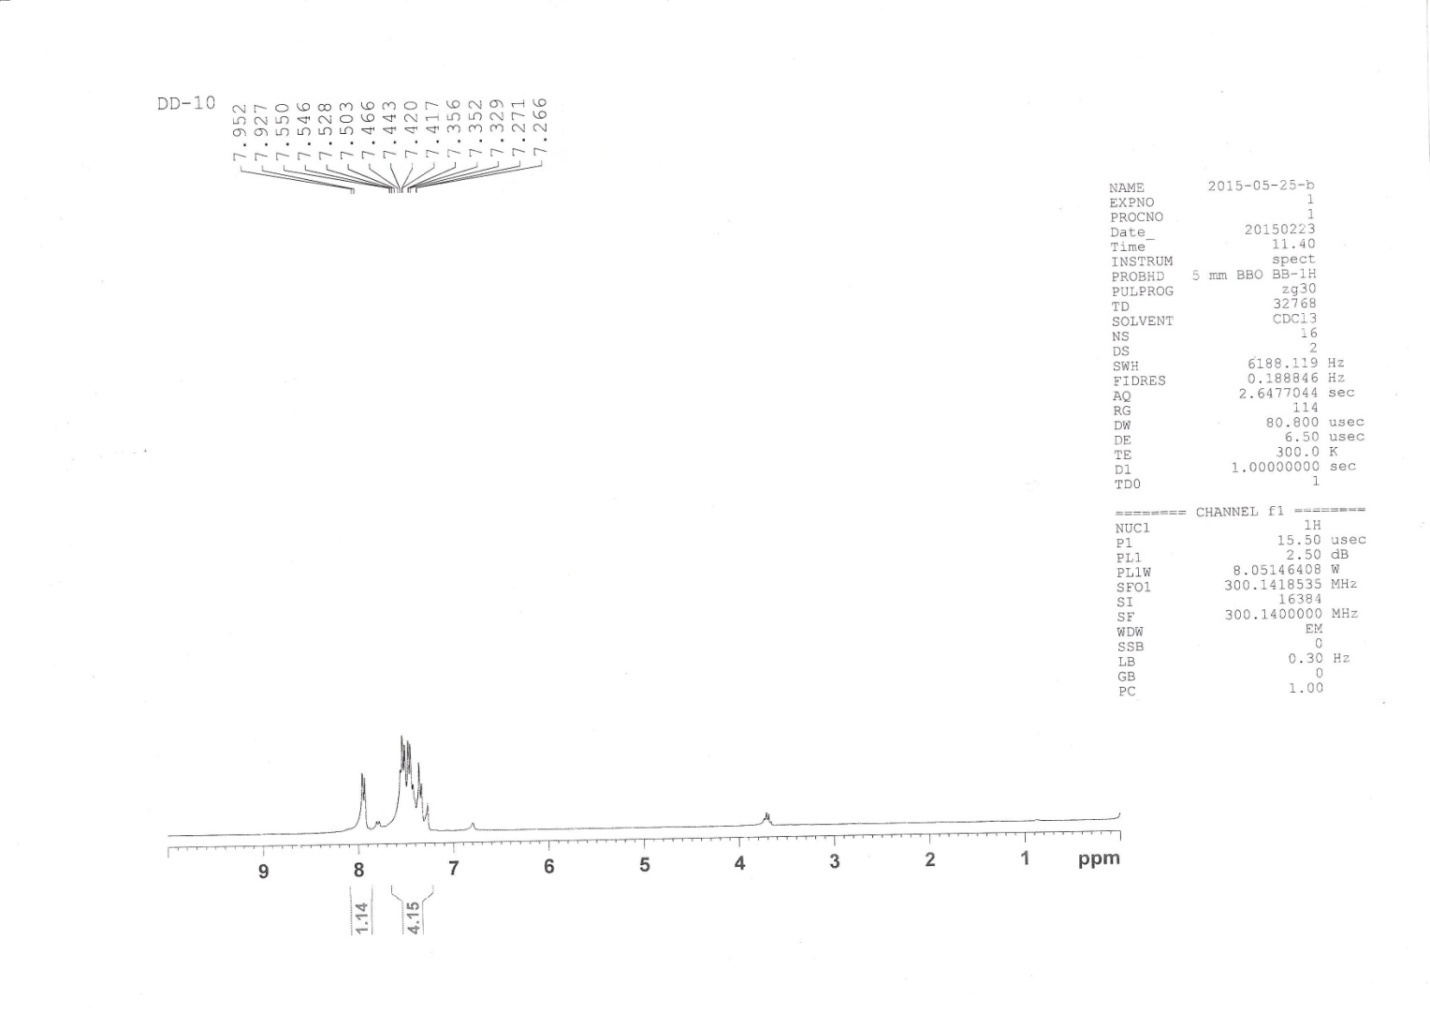 DD-10
7.952
7.927
7.550
7.546
7.528
7.503
7.466
7.443
7.420
7.417
7.356
7.352
7.329
7.271
7.266
NAME 2015-05-25-b
EXPNO 1
PROCNO 1
Date_ 20150223
Time 11.40
INSTRUM spect
PROBHD 5 mm BBO BB-1H
PULPROG zg30
TD 32768
SOLVENT CDCl3
NS 16
DS 2
SWH 6188.119 Hz
FIDRES 0.188846 Hz
AQ 2.6477044 sec
RG 114
DW 80.800 usec
DE 6.50 usec
TE 300.0 K
D1 1.00000000 sec
TD0 1
======== CHANNEL f1 ========
NUC1 1H
P1 15.50 usec
PL1 2.50 dB
PL1W 8.05146408 W
SFO1 300.1418535 MHz
SI 16384
SF 300.1400000 MHz
WDW EM
SSB 0
LB 0.30 Hz
GB 0
PC 1.00
9 8 7 6 5 4 3 2 1 ppm
1.14
4.15